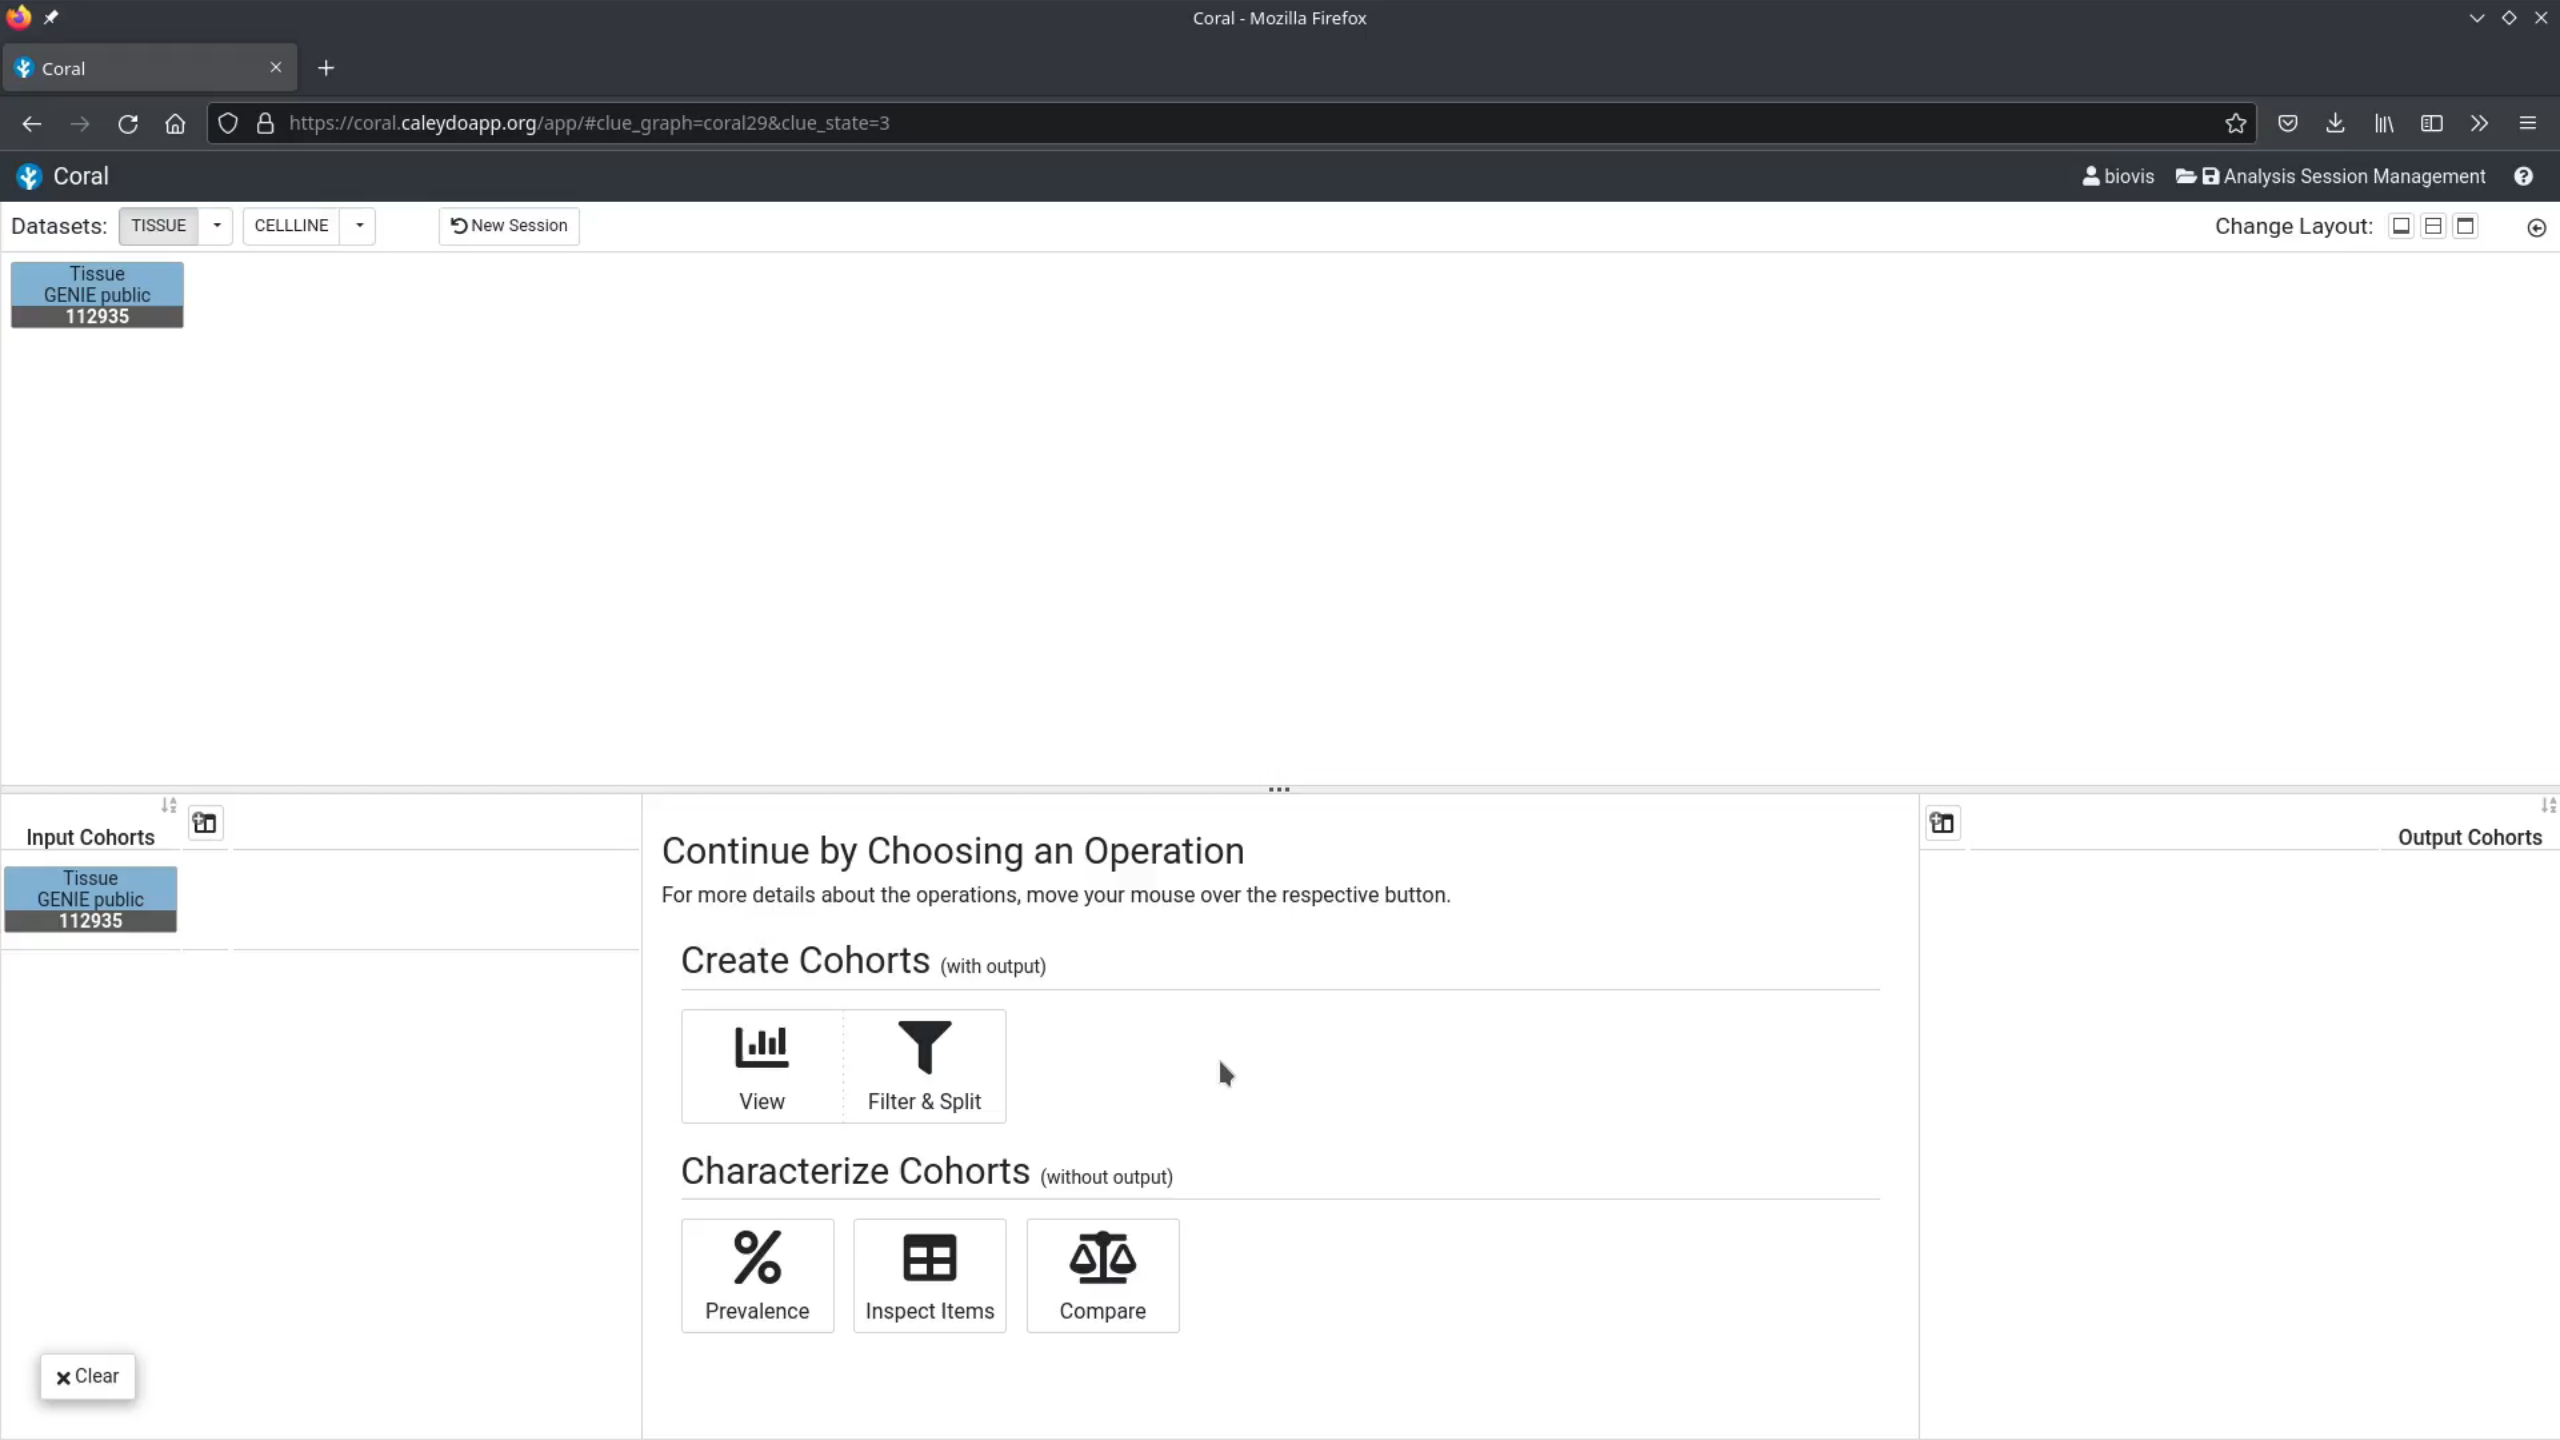 Coral - Mozilla Firefox
Coral
https://coral.caleydoapp.org/app/#clue_graph=coral29&clue_state=3
Coral
biovis
Analysis Session Management
Datasets:
TISSUE
CELLLINE
New Session
Change Layout:
Tissue
GENIE public
112935
Input Cohorts
Tissue
GENIE public
112935
Clear
Continue by Choosing an Operation
For more details about the operations, move your mouse over the respective button.
Create Cohorts (with output)
View
Filter & Split
Characterize Cohorts (without output)
Prevalence
Inspect Items
Compare
Output Cohorts